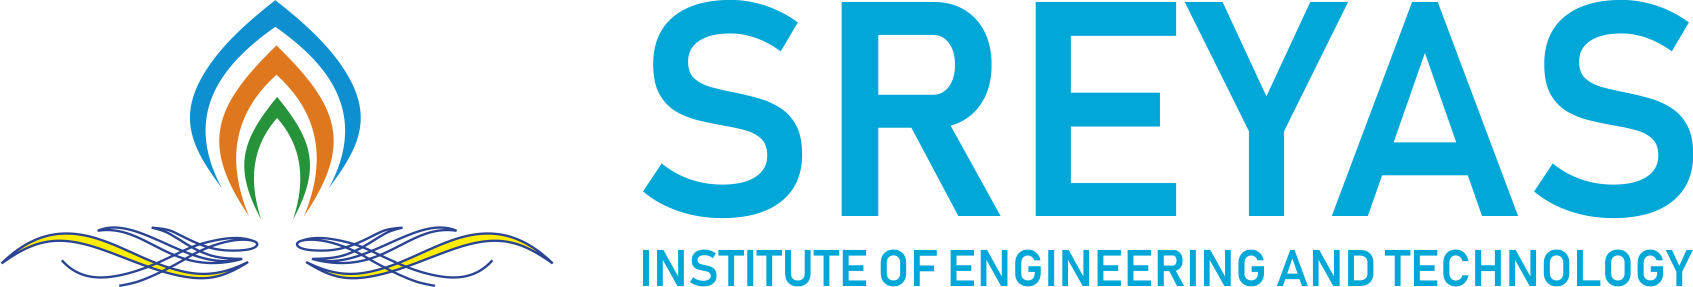 SREYAS
INSTITUTE OF ENGINEERING AND TECHNOLOGY